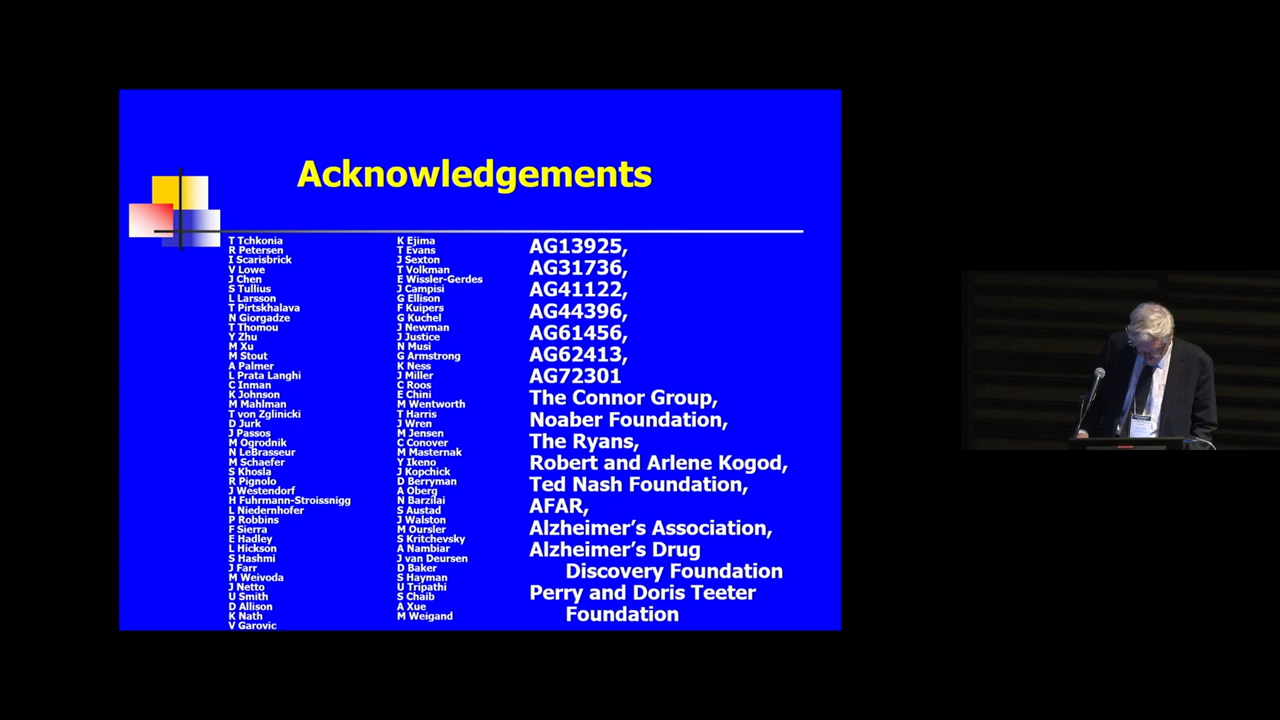 Acknowledgements
T Tchkonia
R Petersen
I Scarisbrick
V Lowe
J Chen
S Tullius
L Larsson
T Pirtskhalava
N Giorgadze
T Thomou
Y Zhu
M Xu
M Stout
A Palmer
L Prata Langhi
C Inman
K Johnson
M Mahlman
T von Zglinicki
D Jurk
J Passos
M Ogrodnik
N LeBrasseur
M Schaefer
S Khosla
R Pignolo
J Westendorf
H Fuhrmann-Stroissnigg
L Niedernhofer
P Robbins
F Sierra
E Hadley
L Hickson
S Hashmi
J Farr
M Weivoda
J Netto
U Smith
D Allison
K Nath
V Garovic
K Ejima
T Evans
J Sexton
T Volkman
E Wissler-Gerdes
J Campisi
G Ellison
F Kuipers
G Kuchel
J Newman
J Justice
N Musi
G Armstrong
K Ness
J Miller
C Roos
E Chini
M Wentworth
T Harris
J Wren
M Jensen
C Conover
M Masternak
Y Ikeno
J Kopchick
D Berryman
A Oberg
N Barzilai
S Austad
J Walston
M Oursler
S Kritchevsky
A Nambiar
J van Deursen
D Baker
S Hayman
U Tripathi
S Chaib
A Xue
M Weigand
AG13925,
AG31736,
AG41122,
AG44396,
AG61456,
AG62413,
AG72301
The Connor Group,
Noaber Foundation,
The Ryans,
Robert and Arlene Kogod,
Ted Nash Foundation,
AFAR,
Alzheimer’s Association,
Alzheimer’s Drug
Discovery Foundation
Perry and Doris Teeter
Foundation